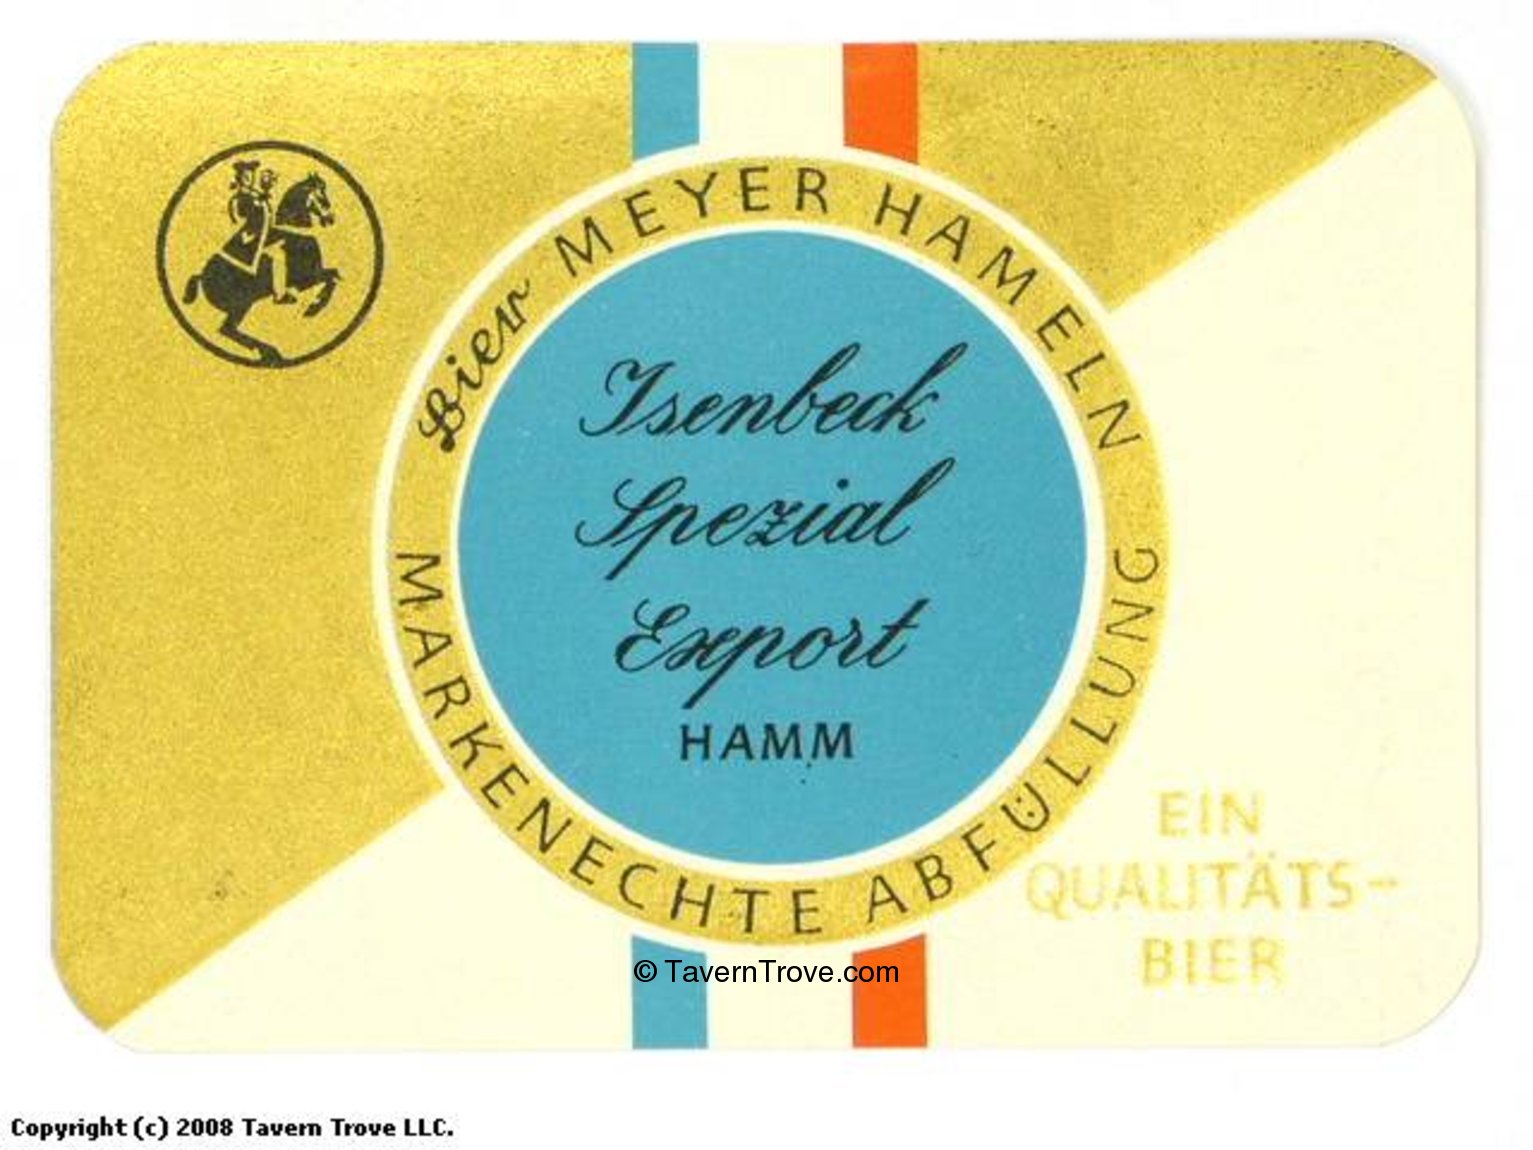 Bier MEYER HAMELN
Isenbeck
Spezial
Export
HAMM
MARKENECHTE ABFÜLLUNG
EIN
QUALITÄTS-
BIER
© TavernTrove.com
Copyright (c) 2008 Tavern Trove LLC.